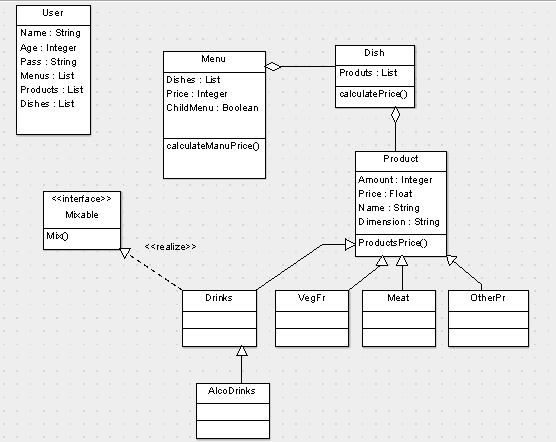 User
Name : String
Age : Integer
Pass : String
Menus : List
Products : List
Dishes : List
Menu
Dishes : List
Price : Integer
ChildMenu : Boolean
calculateManuPrice()
Dish
Produts : List
calculatePrice()
Product
Amount : Integer
Price : Float
Name : String
Dimension : String
ProductsPrice()
<<interface>>
Mixable
Mix()
<<realize>>
Drinks
VegFr
Meat
OtherPr
AlcoDrinks